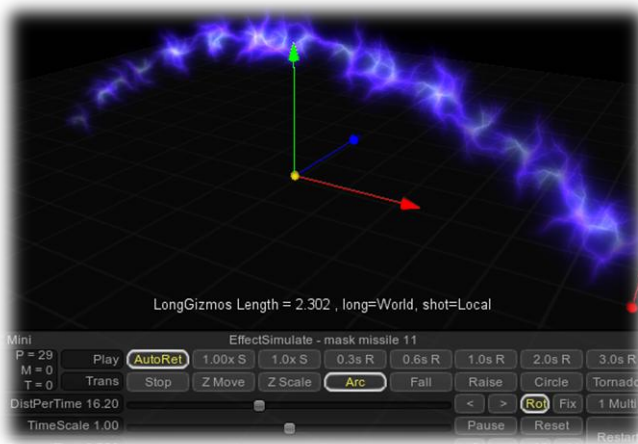 LongGizmos Length = 2.302 , long=World, shot=Local
Mini EffectSimulate - mask missile 11
P = 29
M = 0
T = 0
Play AutoRet 1.00x S 1.0x S 0.3s R 0.6s R 1.0s R 2.0s R 3.0s R
Trans Stop Z Move Z Scale Arc Fall Raise Circle Tornado
DistPerTime 16.20 < > Rot Fix 1 Multi
TimeScale 1.00 Pause Reset